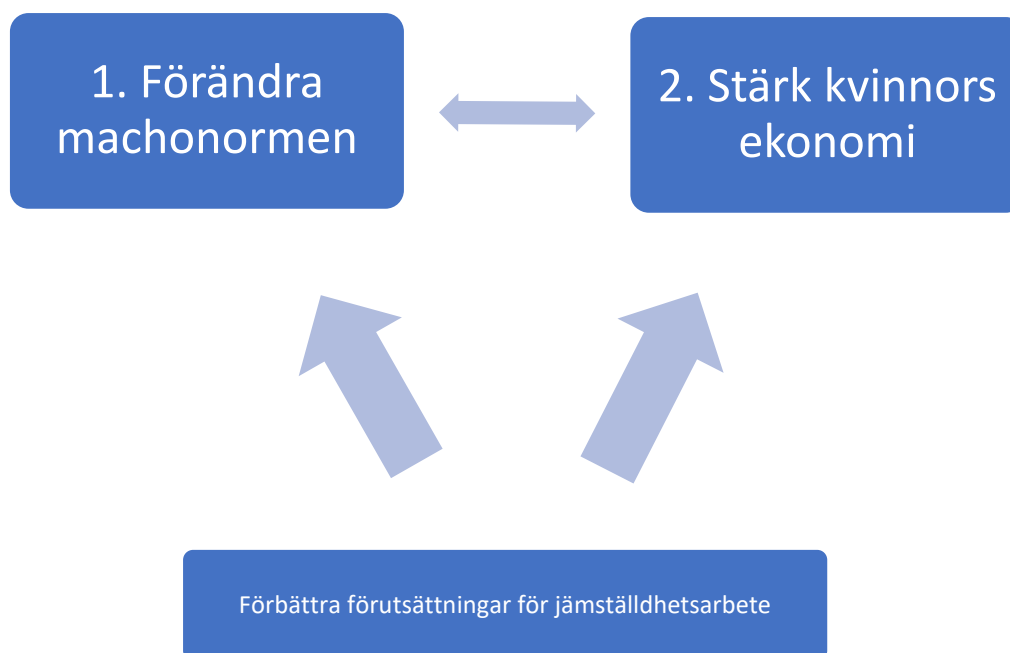 1. Förändra
machonormen
2. Stärk kvinnors
ekonomi
Förbättra förutsättningar för jämställdhetsarbete